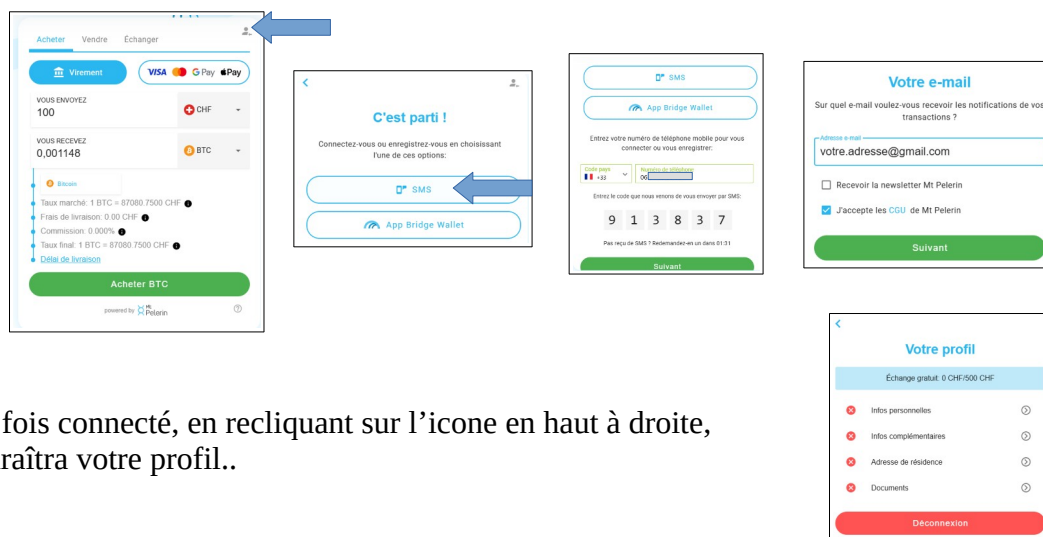 Acheter Vendre Échanger
Virement VISA G Pay Pay
VOUS ENVOYEZ
100 CHF
VOUS RECEVEZ
0,001148 BTC
Bitcoin
Taux marché: 1 BTC = 87080.7500 CHF
Frais de livraison: 0.00 CHF
Commission: 0.000%
Taux final: 1 BTC = 87080.7500 CHF
Délai de livraison
Acheter BTC
powered by Mt Pelerin
C'est parti !
Connectez-vous ou enregistrez-vous en choisissant
l'une de ces options:
SMS
App Bridge Wallet
SMS
App Bridge Wallet
Entrez votre numéro de téléphone mobile pour vous
connecter ou vous enregistrer:
Code pays Numéro de téléphone
+33 06
Entrez le code que nous venons de vous envoyer par SMS:
9 1 3 8 3 7
Pas reçu de SMS ? Redemandez-en un dans 01:31
Suivant
Votre e-mail
Sur quel e-mail voulez-vous recevoir les notifications de vos
transactions ?
Adresse e-mail
votre.adresse@gmail.com
Recevoir la newsletter Mt Pelerin
J'accepte les CGU de Mt Pelerin
Suivant
Votre profil
Échange gratuit: 0 CHF/500 CHF
Infos personnelles
Infos complémentaires
Adresse de résidence
Documents
Déconnexion
fois connecté, en recliquant sur l’icone en haut à droite,
raîtra votre profil..